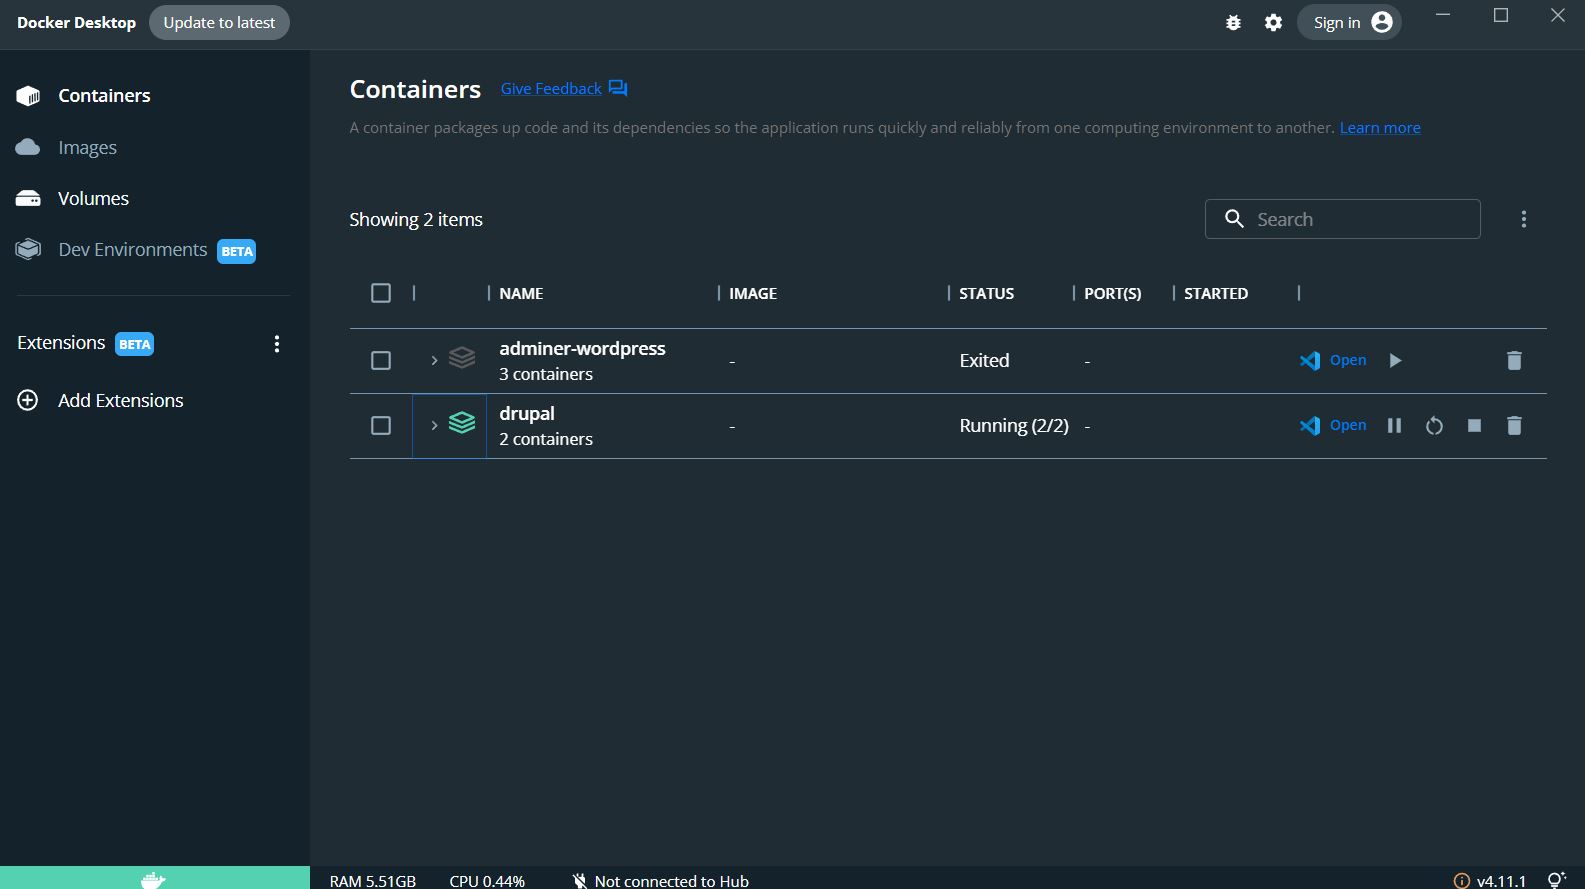 Docker Desktop Update to latest Sign in
Containers
Images
Volumes
Dev Environments BETA
Extensions BETA
Add Extensions
Containers Give Feedback
A container packages up code and its dependencies so the application runs quickly and reliably from one computing environment to another. Learn more
Showing 2 items Search
NAME IMAGE STATUS PORT(S) STARTED
adminer-wordpress
3 containers - Exited - Open
drupal
2 containers - Running (2/2) - Open
RAM 5.51GB CPU 0.44% Not connected to Hub v4.11.1